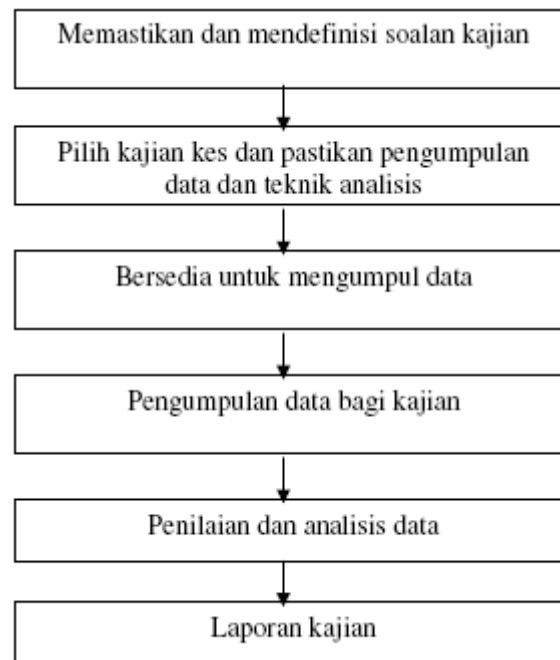 Memastikan dan mendefinisi soalan kajian
Pilih kajian kes dan pastikan pengumpulan
data dan teknik analisis
Bersedia untuk mengumpul data
Pengumpulan data bagi kajian
Penilaian dan analisis data
Laporan kajian